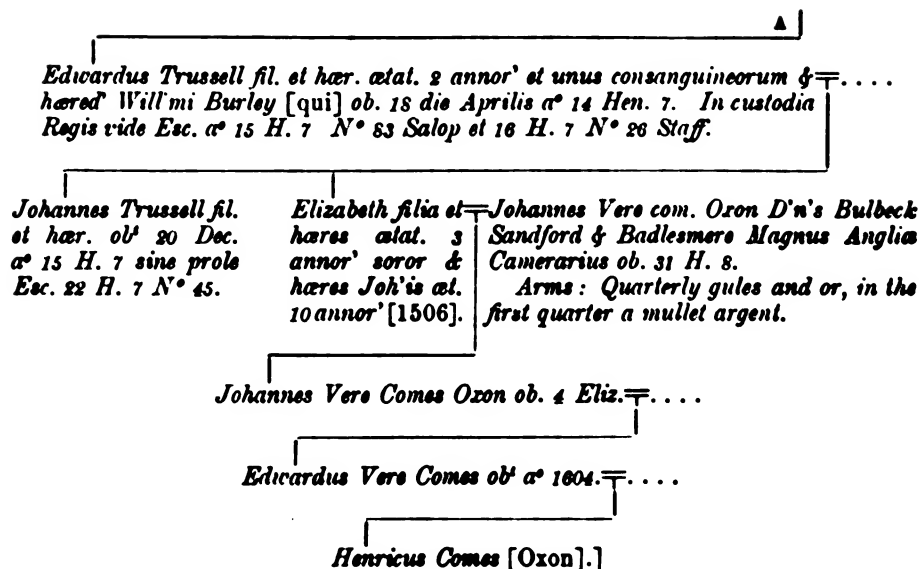 ▲
Edwardus Trussell fil. et hær. ætat. 2 annor' et unus consanguineorum & =....
hæred' Will'mi Burley [qui] ob. 18 die Aprilis aº 14 Hen. 7. In custodia
Regis vide Esc. aº 15 H. 7 Nº 83 Salop et 16 H. 7 Nº 26 Staff.
Johannes Trussell fil.
et hær. obᵗ 20 Dec.
aº 15 H. 7 sine prole
Esc. 22 H. 7 Nº 45.
Elizabeth filia et =
hæres ætat. 3
annor' soror &
hæres Joh'is æt.
10 annor' [1506].
Johannes Vere com. Oxon D'n's Bulbeck
Sandford & Badlesmere Magnus Angliæ
Camerarius ob. 31 H. 8.
Arms: Quarterly gules and or, in the
first quarter a mullet argent.
Johannes Vere Comes Oxon ob. 4 Eliz. =....
Edwardus Vere Comes obᵗ aº 1604. =....
Henricus Comes [Oxon].]